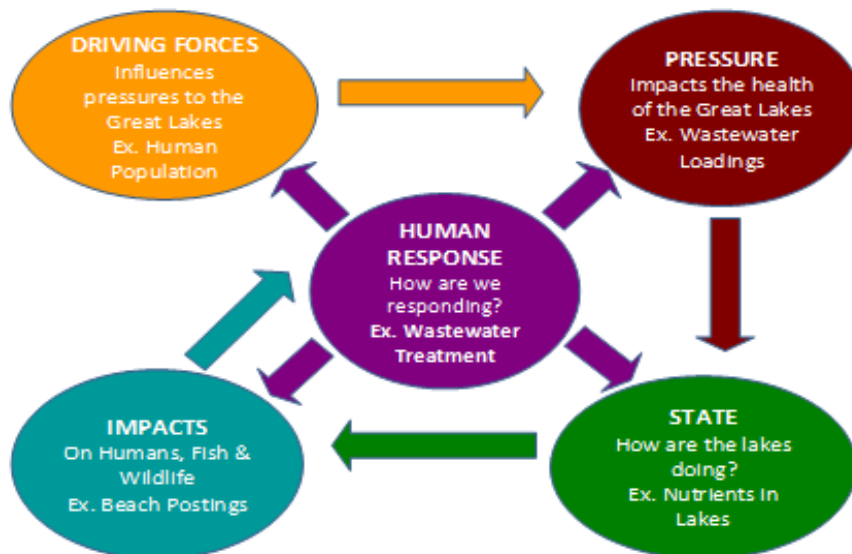 DRIVING FORCES
Influences
pressures to the
Great Lakes
Ex. Human
Population
PRESSURE
Impacts the health
of the Great Lakes
Ex. Wastewater
Loadings
HUMAN
RESPONSE
How are we
responding?
Ex. Wastewater
Treatment
IMPACTS
On Humans, Fish &
Wildlife
Ex. Beach Postings
STATE
How are the lakes
doing?
Ex. Nutrients in
Lakes